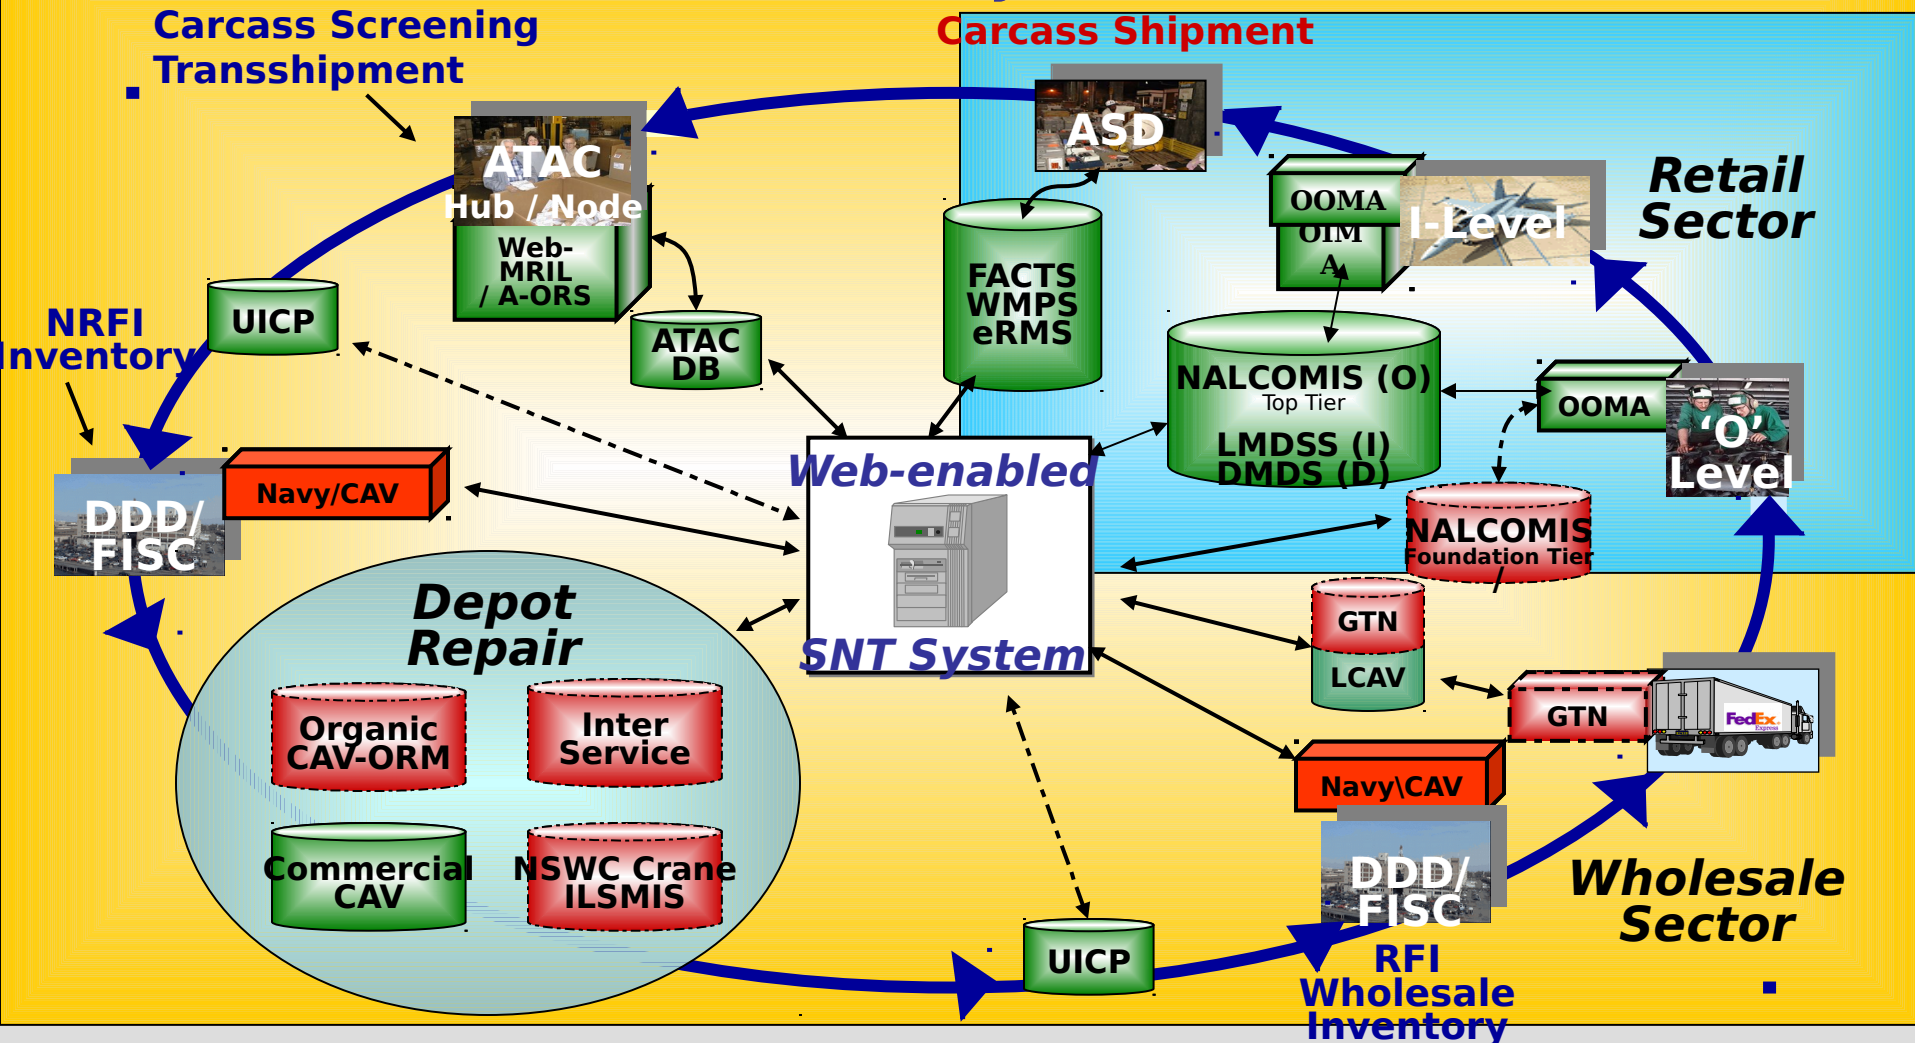 Carcass Screening
Transshipment
Carcass Shipment
ASD
ATAC
Hub / Node
Web-
MRIL
/ A-ORS
OOMA
OIM
A
I-Level
Retail
Sector
FACTS
WMPS
eRMS
UICP
NRFI
Inventory
ATAC
DB
NALCOMIS (O)
Top Tier
LMDSS (I)
DMDS (D)
OOMA
‘O’
Level
Navy/CAV
DDD/
FISC
Web-enabled
SNT System
NALCOMIS
Foundation Tier
/
Depot
Repair
GTN
LCAV
GTN
FedEx
Express
Organic
CAV-ORM
Inter
Service
Navy\CAV
Commercial
CAV
NSWC Crane
ILSMIS
DDD/
FISC
Wholesale
Sector
UICP
RFI
Wholesale
Inventory